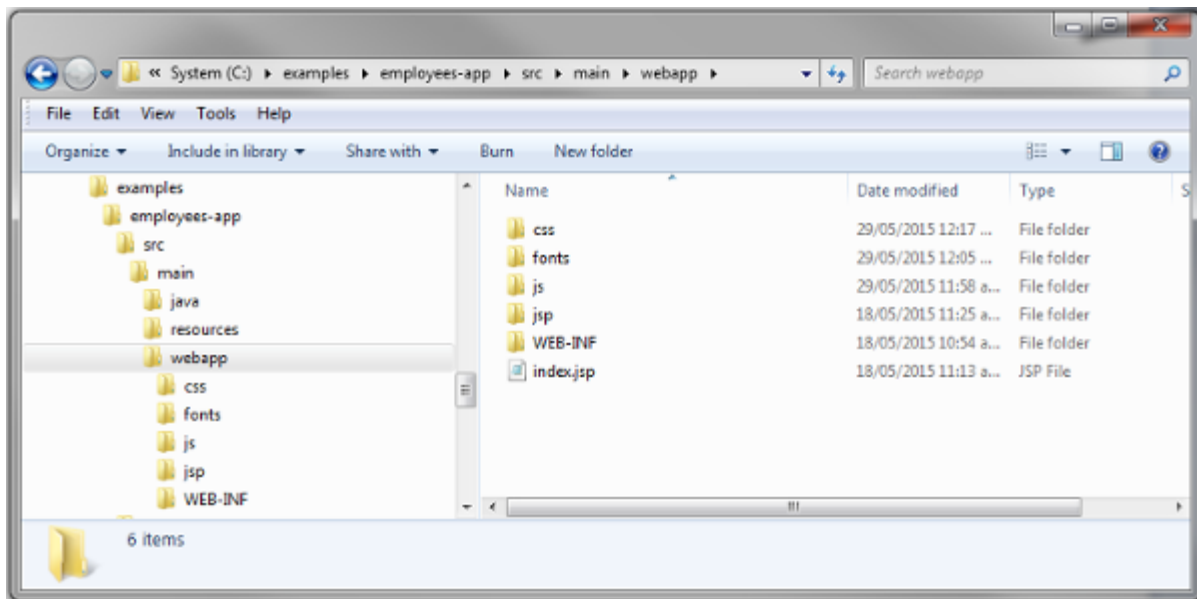 « System (C:) ▸ examples ▸ employees-app ▸ src ▸ main ▸ webapp ▸ Search webapp
File Edit View Tools Help
Organize Include in library Share with Burn New folder
examples
employees-app
src
main
java
resources
webapp
css
fonts
js
jsp
WEB-INF
Name Date modified Type S
css 29/05/2015 12:17 ... File folder
fonts 29/05/2015 12:05 ... File folder
js 29/05/2015 11:58 a... File folder
jsp 18/05/2015 11:25 a... File folder
WEB-INF 18/05/2015 10:54 a... File folder
index.jsp 18/05/2015 11:13 a... JSP File
6 items